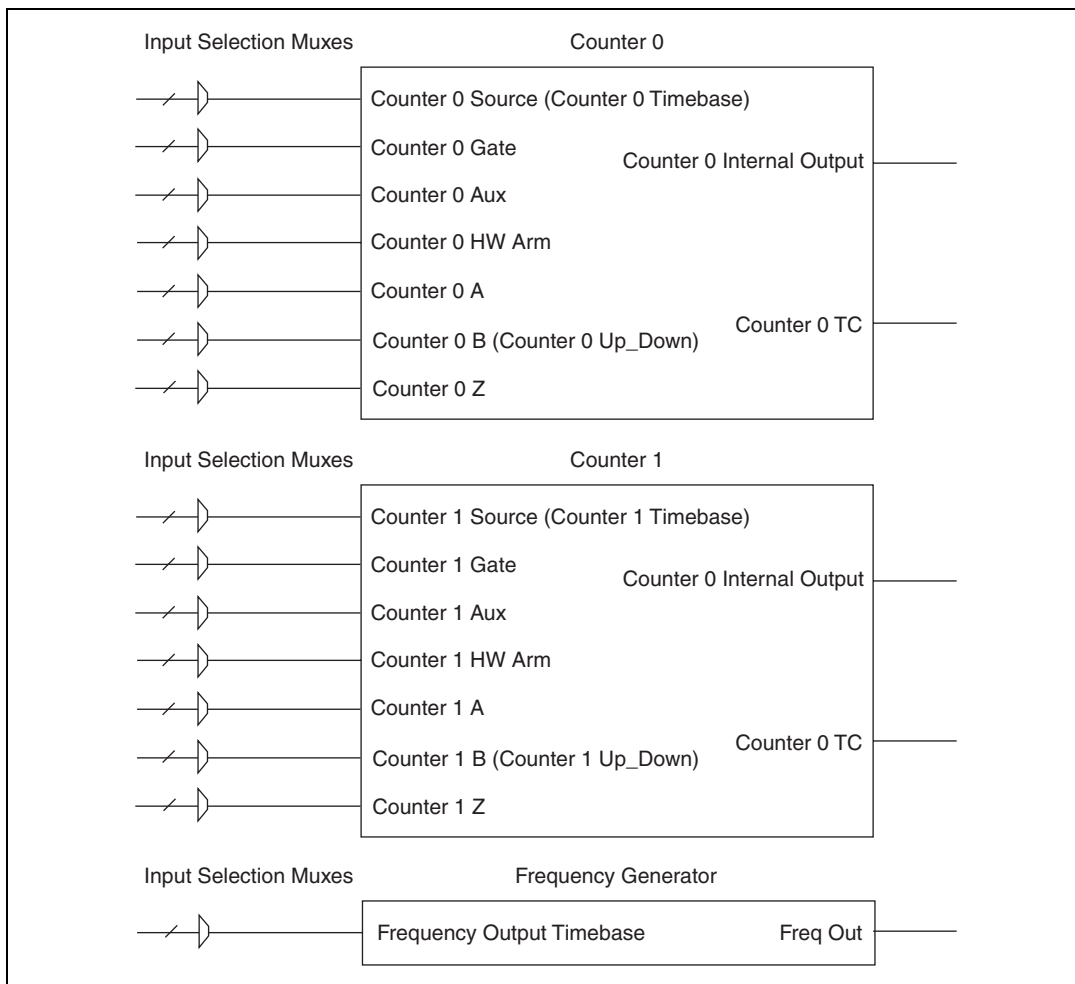 Input Selection Muxes
Counter 0
Counter 0 Source (Counter 0 Timebase)
Counter 0 Gate
Counter 0 Internal Output
Counter 0 Aux
Counter 0 HW Arm
Counter 0 A
Counter 0 TC
Counter 0 B (Counter 0 Up_Down)
Counter 0 Z
Input Selection Muxes
Counter 1
Counter 1 Source (Counter 1 Timebase)
Counter 1 Gate
Counter 0 Internal Output
Counter 1 Aux
Counter 1 HW Arm
Counter 1 A
Counter 0 TC
Counter 1 B (Counter 1 Up_Down)
Counter 1 Z
Input Selection Muxes
Frequency Generator
Frequency Output Timebase
Freq Out